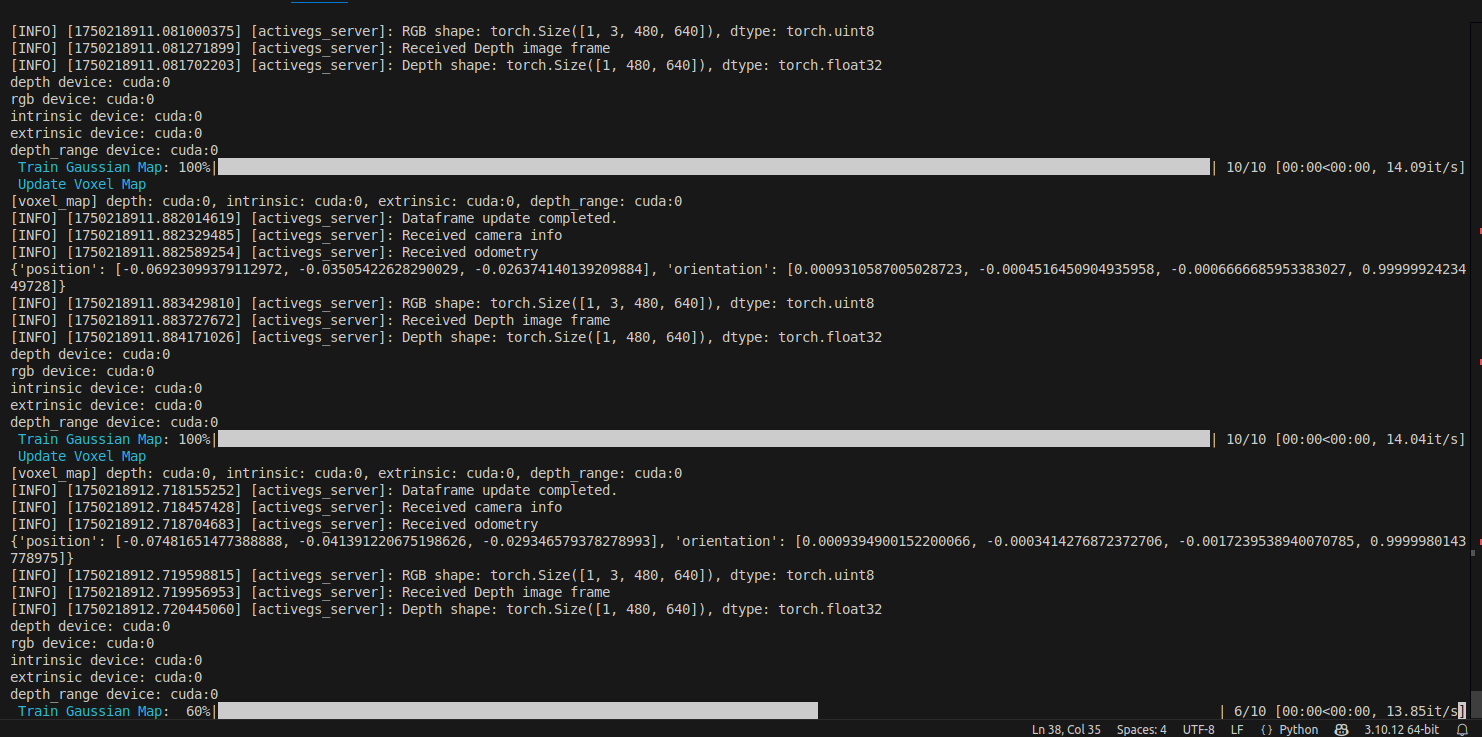 [INFO] [1750218911.081000375] [activegs_server]: RGB shape: torch.Size([1, 3, 480, 640]), dtype: torch.uint8
[INFO] [1750218911.081271899] [activegs_server]: Received Depth image frame
[INFO] [1750218911.081702203] [activegs_server]: Depth shape: torch.Size([1, 480, 640]), dtype: torch.float32
depth device: cuda:0
rgb device: cuda:0
intrinsic device: cuda:0
extrinsic device: cuda:0
depth_range device: cuda:0
Train Gaussian Map: 100%| | 10/10 [00:00<00:00, 14.09it/s]
Update Voxel Map
[voxel_map] depth: cuda:0, intrinsic: cuda:0, extrinsic: cuda:0, depth_range: cuda:0
[INFO] [1750218911.882014619] [activegs_server]: Dataframe update completed.
[INFO] [1750218911.882329485] [activegs_server]: Received camera info
[INFO] [1750218911.882589254] [activegs_server]: Received odometry
{'position': [-0.06923099379112972, -0.03505422628290029, -0.026374140139209884], 'orientation': [0.0009310587005028723, -0.0004516450904935958, -0.0006666685953383027, 0.99999924234
49728]}
[INFO] [1750218911.883429810] [activegs_server]: RGB shape: torch.Size([1, 3, 480, 640]), dtype: torch.uint8
[INFO] [1750218911.883727672] [activegs_server]: Received Depth image frame
[INFO] [1750218911.884171026] [activegs_server]: Depth shape: torch.Size([1, 480, 640]), dtype: torch.float32
depth device: cuda:0
rgb device: cuda:0
intrinsic device: cuda:0
extrinsic device: cuda:0
depth_range device: cuda:0
Train Gaussian Map: 100%| | 10/10 [00:00<00:00, 14.04it/s]
Update Voxel Map
[voxel_map] depth: cuda:0, intrinsic: cuda:0, extrinsic: cuda:0, depth_range: cuda:0
[INFO] [1750218912.718155252] [activegs_server]: Dataframe update completed.
[INFO] [1750218912.718457428] [activegs_server]: Received camera info
[INFO] [1750218912.718704683] [activegs_server]: Received odometry
{'position': [-0.07481651477388888, -0.041391220675198626, -0.029346579378278993], 'orientation': [0.0009394900152200066, -0.0003414276872372706, -0.0017239538940070785, 0.9999980143
778975]}
[INFO] [1750218912.719598815] [activegs_server]: RGB shape: torch.Size([1, 3, 480, 640]), dtype: torch.uint8
[INFO] [1750218912.719956953] [activegs_server]: Received Depth image frame
[INFO] [1750218912.720445060] [activegs_server]: Depth shape: torch.Size([1, 480, 640]), dtype: torch.float32
depth device: cuda:0
rgb device: cuda:0
intrinsic device: cuda:0
extrinsic device: cuda:0
depth_range device: cuda:0
Train Gaussian Map: 60%| | 6/10 [00:00<00:00, 13.85it/s]
Ln 38, Col 35 Spaces: 4 UTF-8 LF {} Python 3.10.12 64-bit